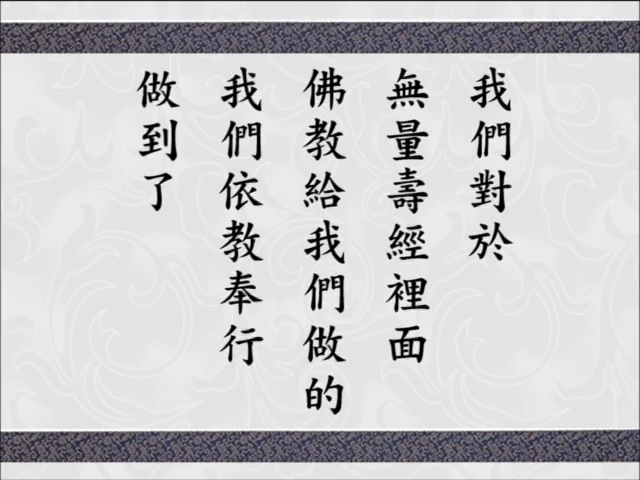 我們對於
無量壽經裡面
佛教給我們做的
我們依教奉行
做到了